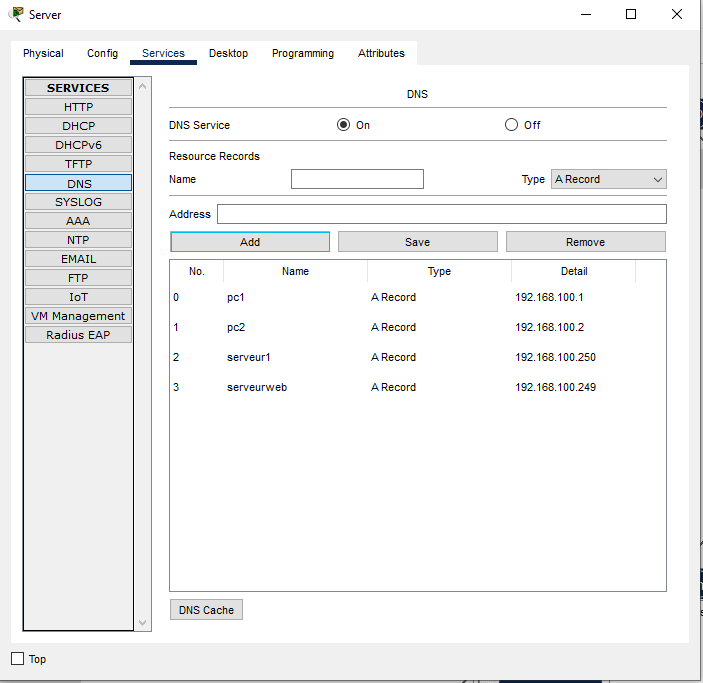 Server
Physical Config Services Desktop Programming Attributes
SERVICES
HTTP
DHCP
DHCPv6
TFTP
DNS
SYSLOG
AAA
NTP
EMAIL
FTP
IoT
VM Management
Radius EAP
DNS
DNS Service On Off
Resource Records
Name Type A Record
Address
Add Save Remove
No. Name Type Detail
0 pc1 A Record 192.168.100.1
1 pc2 A Record 192.168.100.2
2 serveur1 A Record 192.168.100.250
3 serveurweb A Record 192.168.100.249
DNS Cache
Top